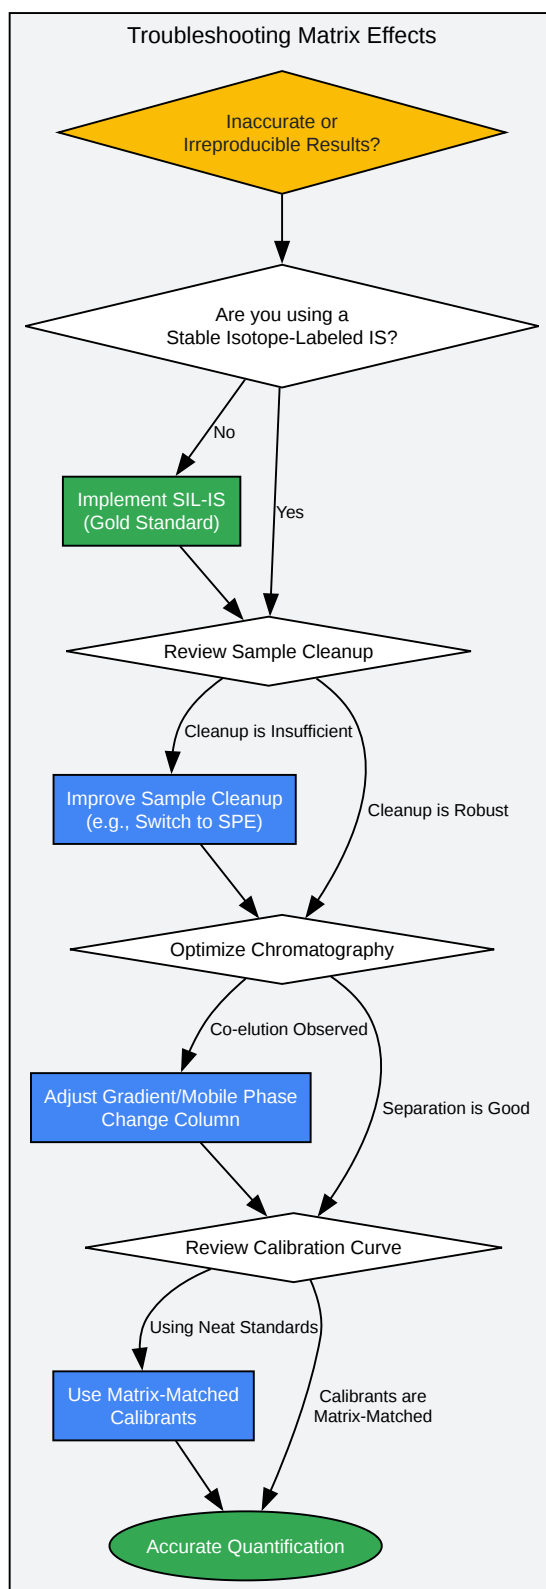 Troubleshooting Matrix Effects
Inaccurate or
Irreproducible Results?
Are you using a
Stable Isotope-Labeled IS?
No
Implement SIL-IS
(Gold Standard)
Yes
Review Sample Cleanup
Cleanup is Insufficient
Improve Sample Cleanup
(e.g., Switch to SPE)
Cleanup is Robust
Optimize Chromatography
Co-elution Observed
Adjust Gradient/Mobile Phase
Change Column
Separation is Good
Review Calibration Curve
Using Neat Standards
Use Matrix-Matched
Calibrants
Calibrants are
Matrix-Matched
Accurate Quantification